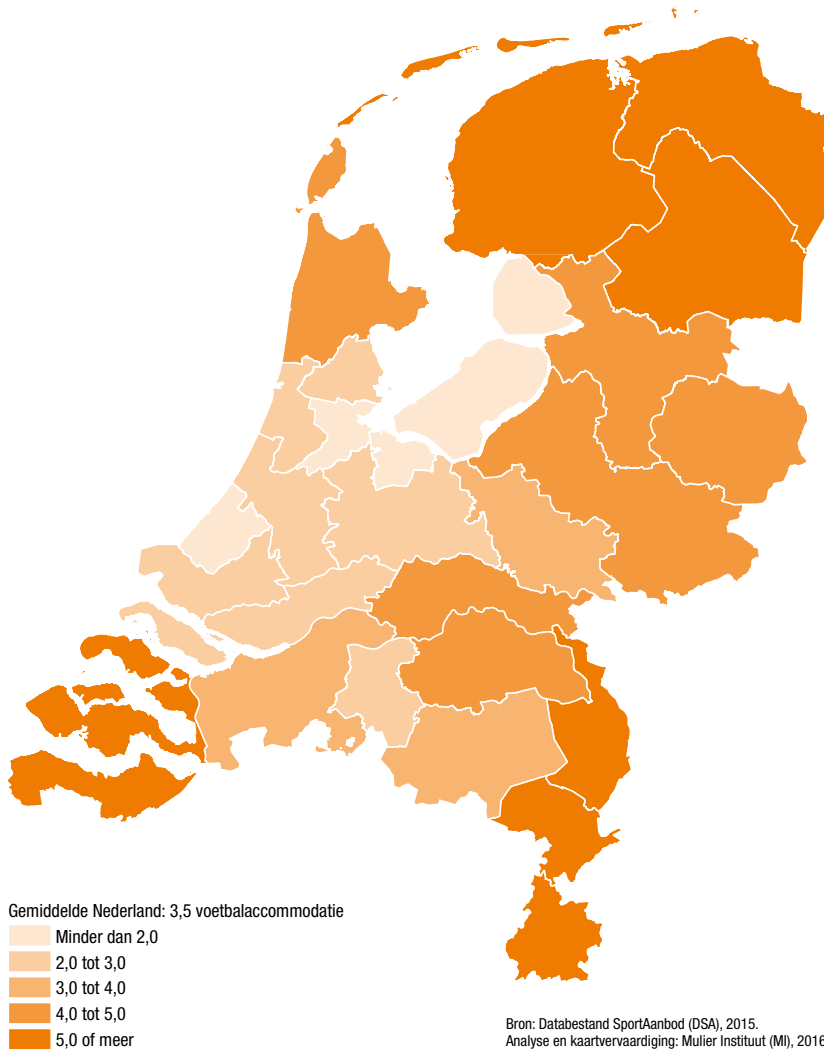 Gemiddelde Nederland: 3,5 voetbalaccommodatie
Minder dan 2,0
2,0 tot 3,0
3,0 tot 4,0
4,0 tot 5,0
5,0 of meer
Bron: Databestand SportAanbod (DSA), 2015.
Analyse en kaartvervaardiging: Mulier Instituut (MI), 2016